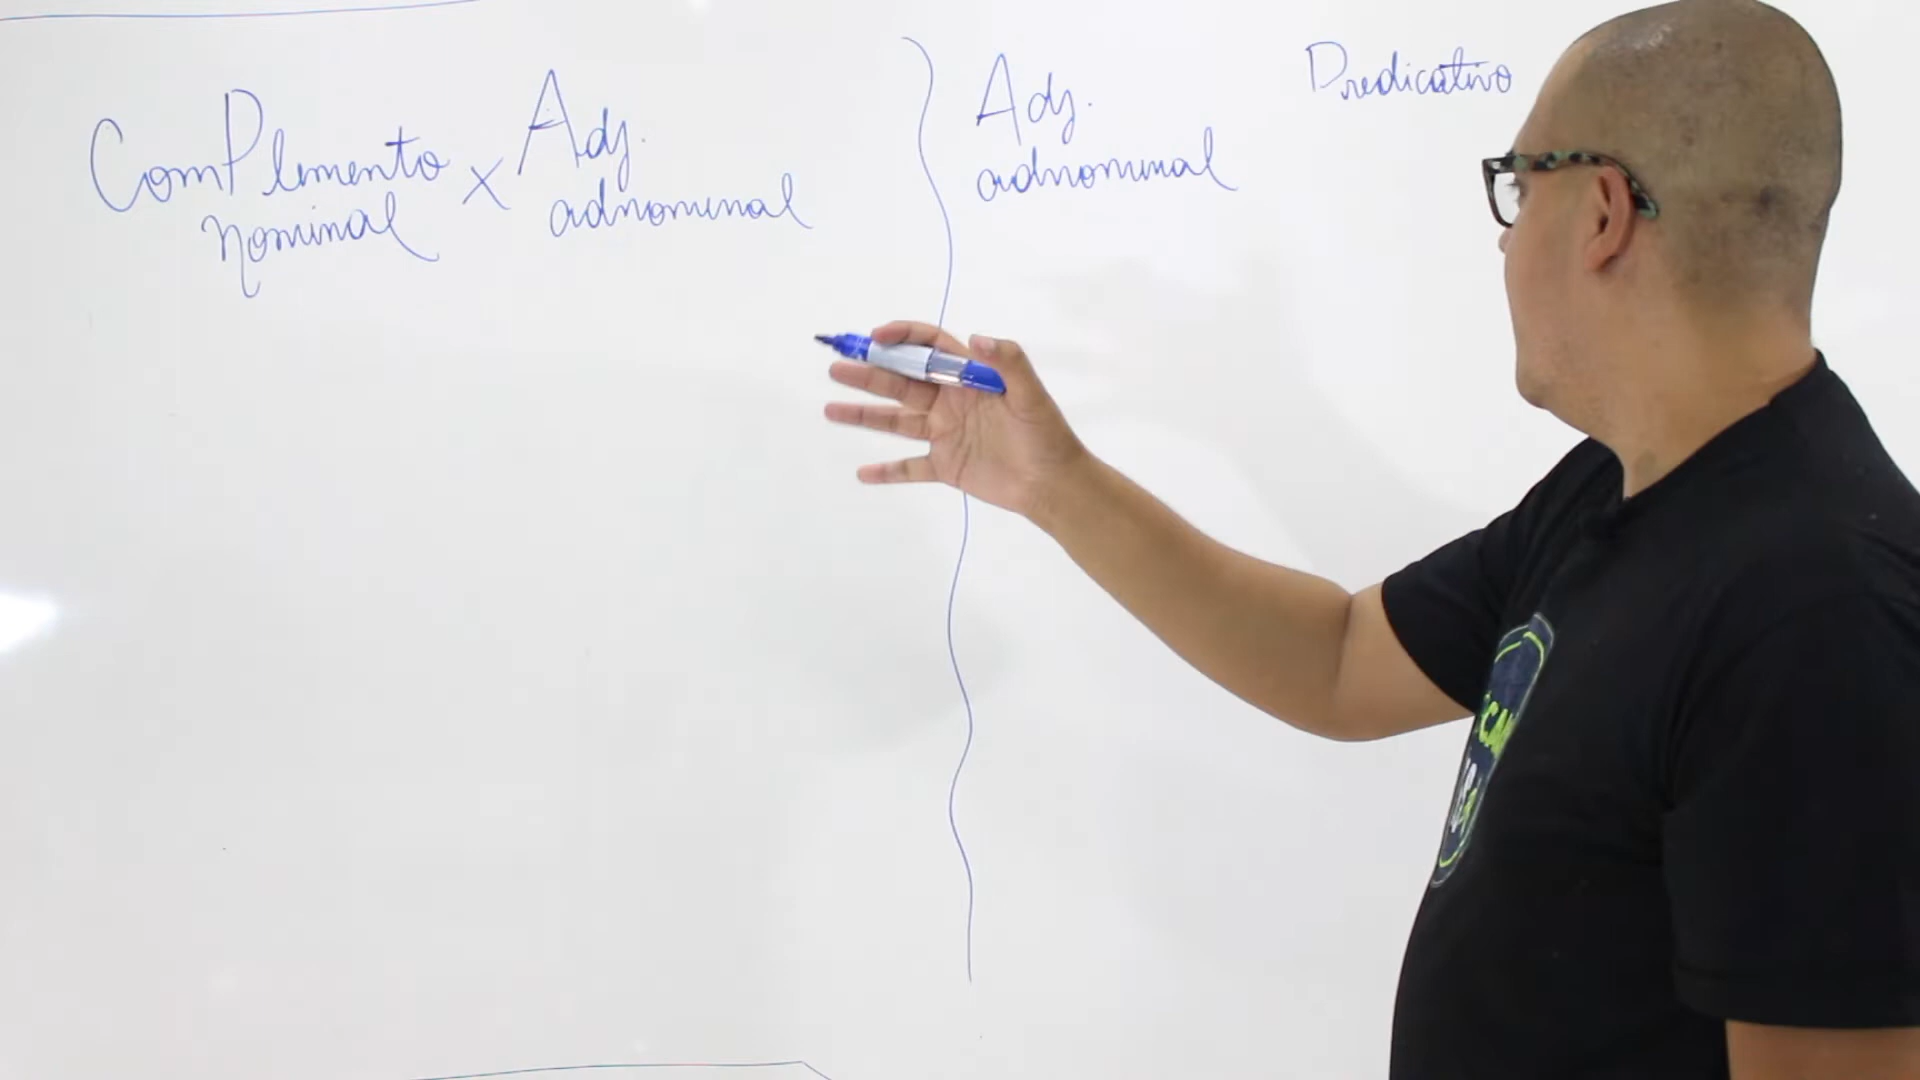 Complemento
nominal
x
Adj.
adnominal
Adj.
adnominal
Predicativo